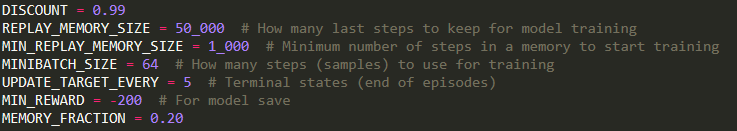 DISCOUNT = 0.99
REPLAY_MEMORY_SIZE = 50_000  # How many last steps to keep for model training
MIN_REPLAY_MEMORY_SIZE = 1_000  # Minimum number of steps in a memory to start training
MINIBATCH_SIZE = 64  # How many steps (samples) to use for training
UPDATE_TARGET_EVERY = 5  # Terminal states (end of episodes)
MIN_REWARD = -200  # For model save
MEMORY_FRACTION = 0.20